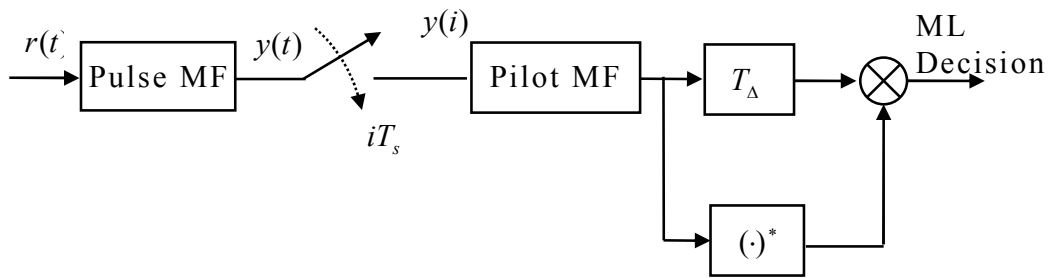 r(t)
Pulse MF
y(t)
iT_s
y(i)
Pilot MF
T_Δ
(·)*
ML
Decision